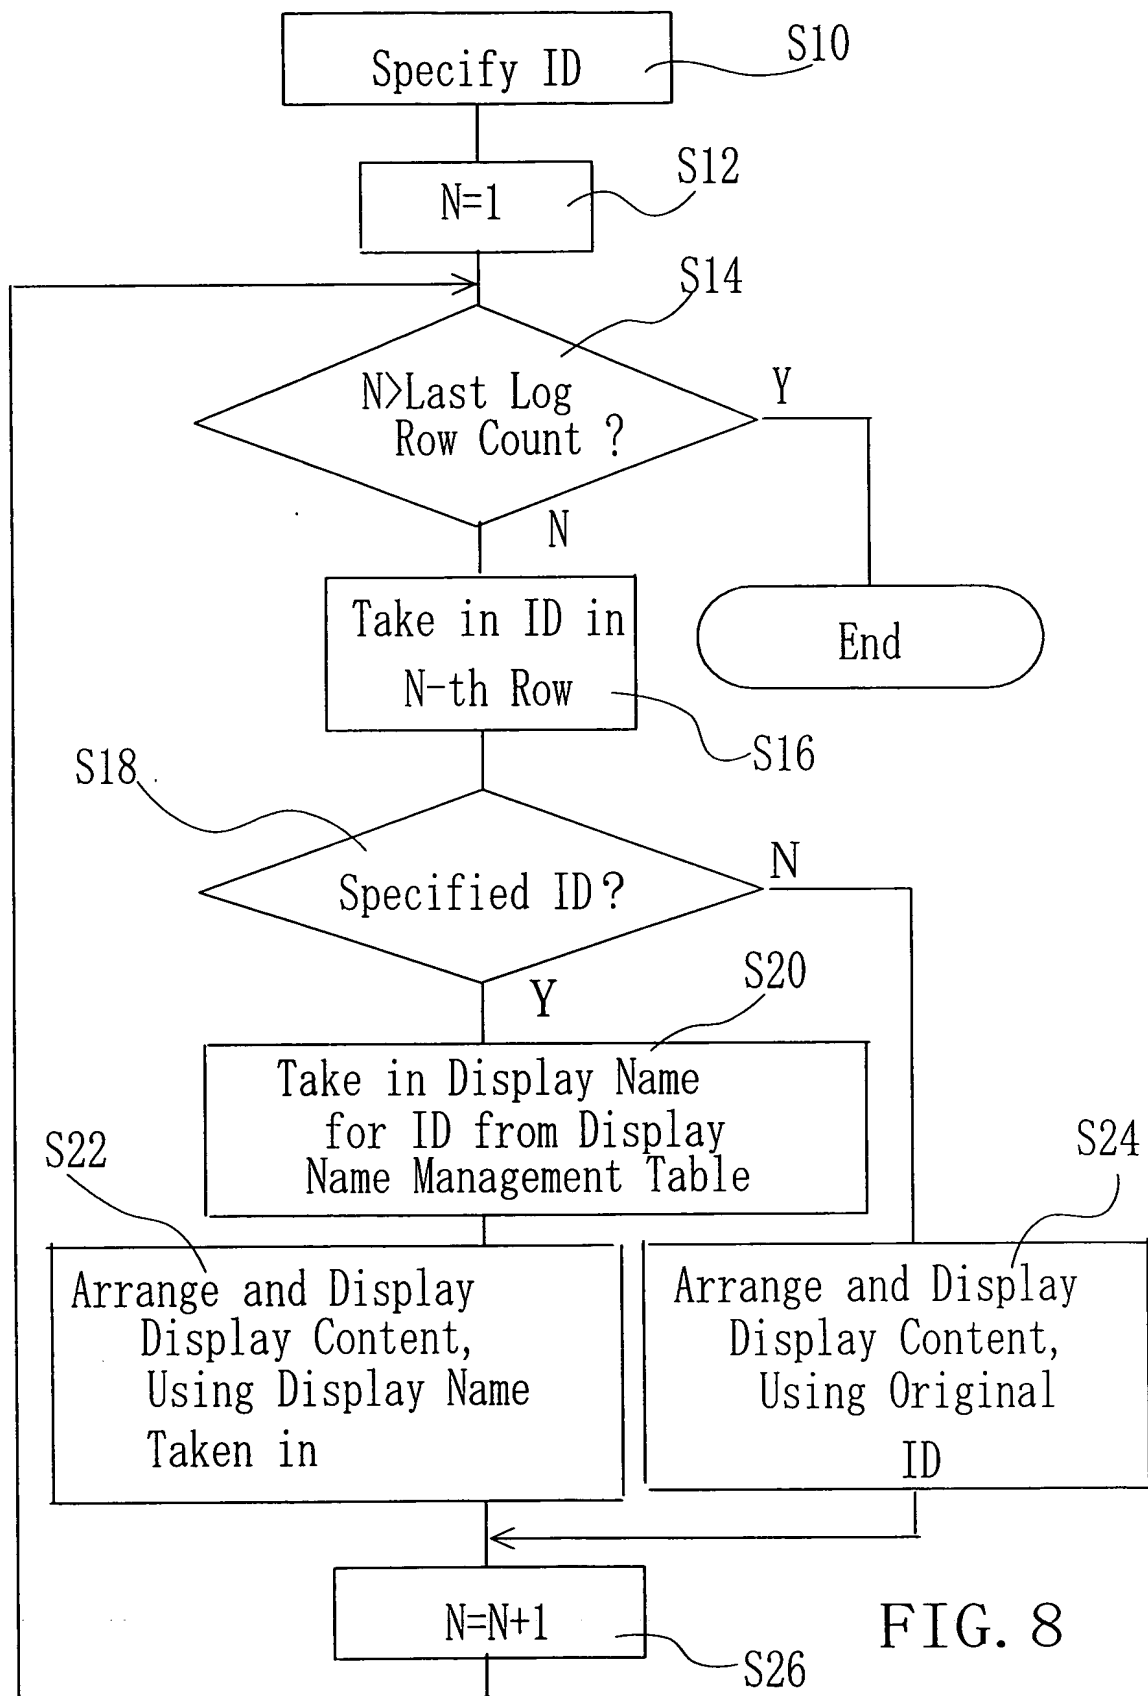 Specify ID
S10
N=1
S12
S14
N>Last Log
Row Count ?
Y
N
Take in ID in
N-th Row
End
S16
S18
Specified ID?
N
Y
S20
Take in Display Name
for ID from Display
Name Management Table
S22
S24
Arrange and Display
Display Content,
Using Display Name
Taken in
Arrange and Display
Display Content,
Using Original
ID
N=N+1
S26
FIG. 8